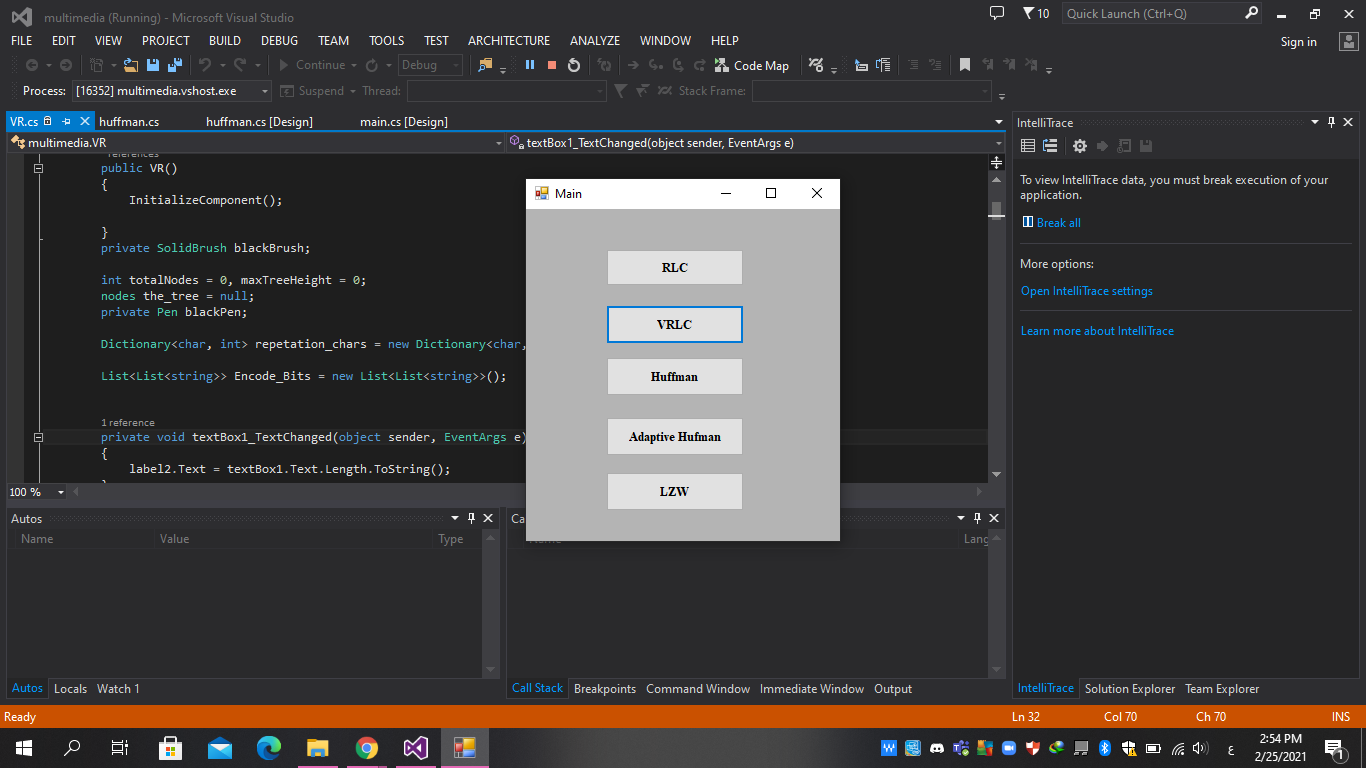 multimedia (Running) - Microsoft Visual Studio
10
Quick Launch (Ctrl+Q)
FILE EDIT VIEW PROJECT BUILD DEBUG TEAM TOOLS TEST ARCHITECTURE ANALYZE WINDOW HELP
Sign in
Continue
Debug
Code Map
Process: [16352] multimedia.vshost.exe
Suspend
Thread:
Stack Frame:
VR.cs
huffman.cs
huffman.cs [Design]
main.cs [Design]
multimedia.VR
textBox1_TextChanged(object sender, EventArgs e)
references
public VR()
{
InitializeComponent();
}
private SolidBrush blackBrush;
int totalNodes = 0, maxTreeHeight = 0;
nodes the_tree = null;
private Pen blackPen;
Dictionary<char, int> repetation_chars = new Dictionary<char,
List<List<string>> Encode_Bits = new List<List<string>>();
1 reference
private void textBox1_TextChanged(object sender, EventArgs e)
{
label2.Text = textBox1.Text.Length.ToString();
100 %
Main
RLC
VRLC
Huffman
Adaptive Hufman
LZW
IntelliTrace
To view IntelliTrace data, you must break execution of your
application.
Break all
More options:
Open IntelliTrace settings
Learn more about IntelliTrace
Autos
Name Value Type
Ca
Name
Lang
Autos Locals Watch 1
Call Stack Breakpoints Command Window Immediate Window Output
IntelliTrace Solution Explorer Team Explorer
Ready
Ln 32 Col 70 Ch 70 INS
ع
2:54 PM
2/25/2021
1